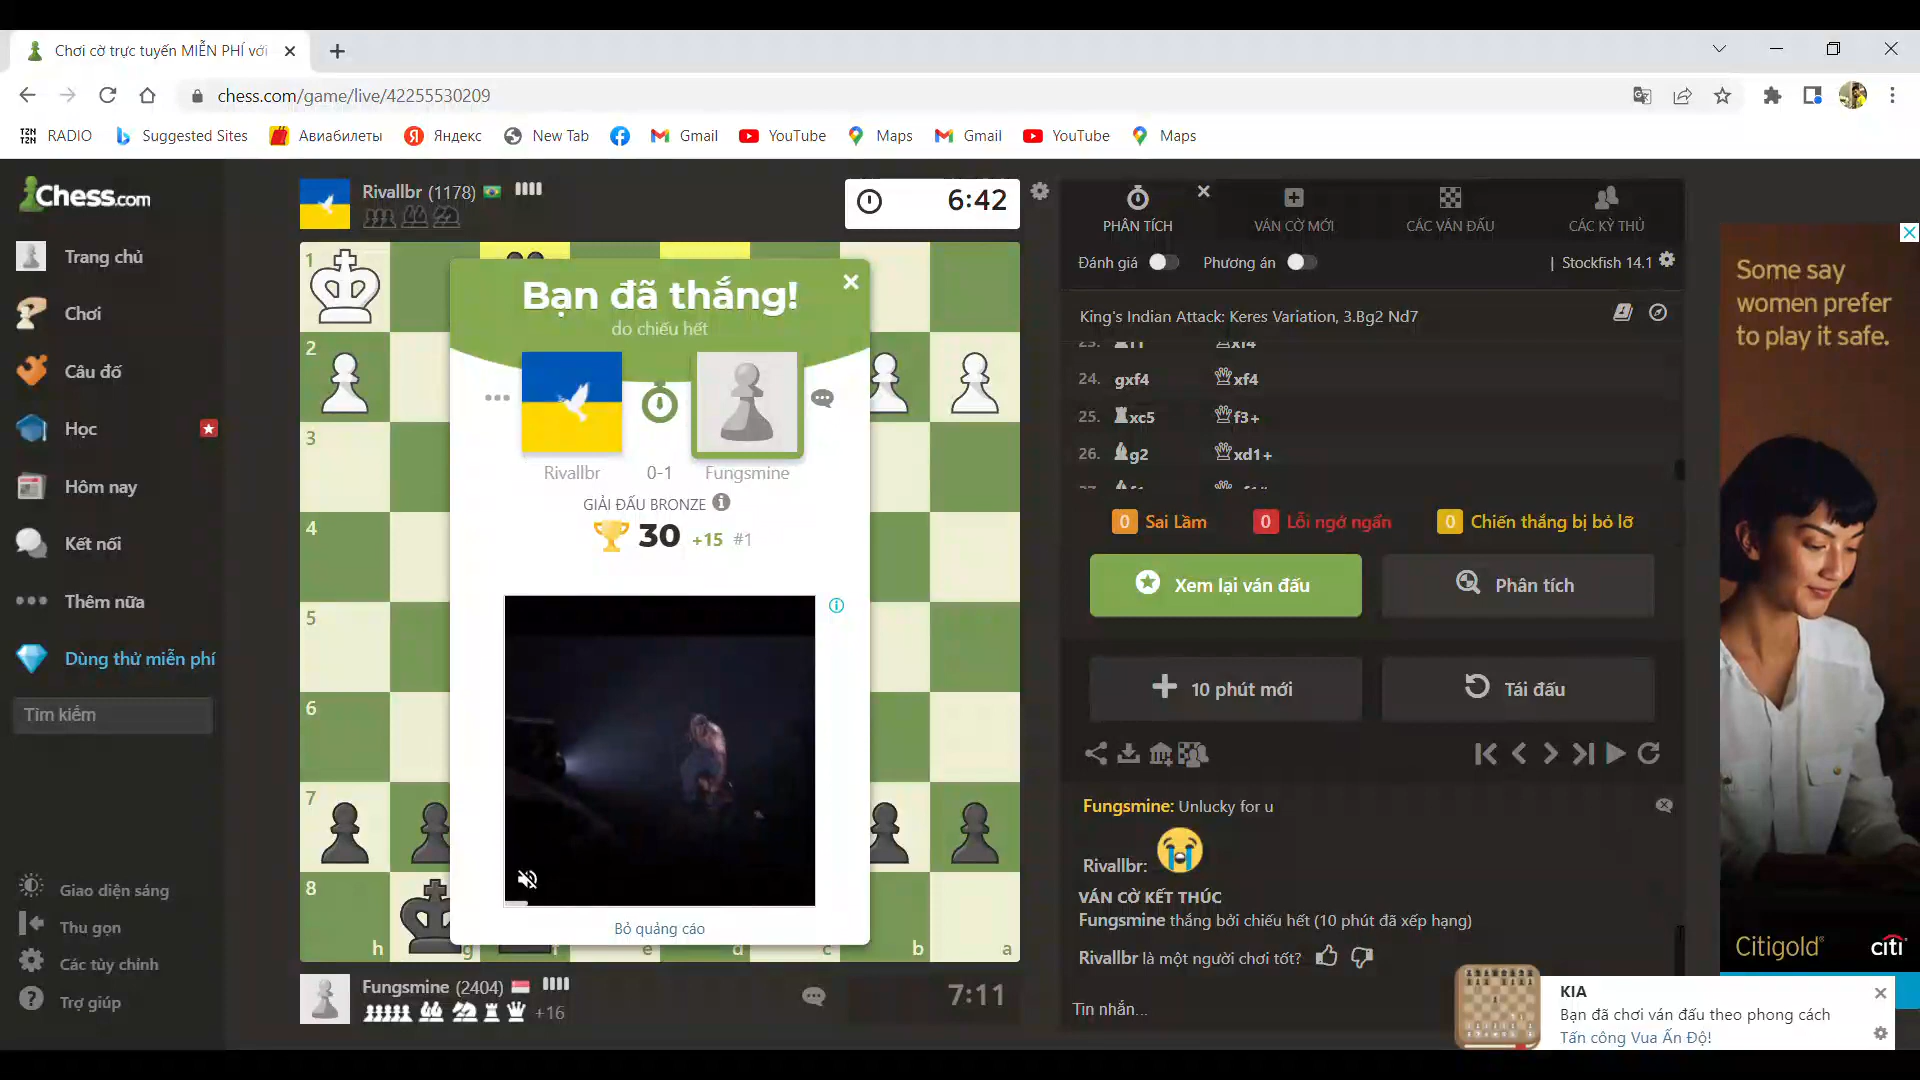 Chơi cờ trực tuyến MIỄN PHÍ với
chess.com/game/live/42255530209
RADIO
Suggested Sites
Авиабилеты
Яндекс
New Tab
Gmail
YouTube
Maps
Gmail
YouTube
Maps
Chess.com
Trang chủ
Chơi
Câu đố
Học
Hôm nay
Kết nối
Thêm nữa
Dùng thử miễn phí
Tìm kiếm
Giao diện sáng
Thu gọn
Các tùy chỉnh
Trợ giúp
Rivallbr (1178)
6:42
1
2
3
4
5
6
7
8
h
g
f
e
d
c
b
a
Bạn đã thắng!
do chiếu hết
Rivallbr
0-1
Fungsmine
GIẢI ĐẤU BRONZE
30 +15 #1
Bỏ quảng cáo
Fungsmine (2404)
+16
7:11
PHÂN TÍCH
VÁN CỜ MỚI
CÁC VÁN ĐẤU
CÁC KỲ THỦ
Đánh giá
Phương án
| Stockfish 14.1
King's Indian Attack: Keres Variation, 3.Bg2 Nd7
24. gxf4 xf4
25. xc5 f3+
26. g2 xd1+
0 Sai Lầm
0 Lỗi ngớ ngẩn
0 Chiến thắng bị bỏ lỡ
Xem lại ván đấu
Phân tích
10 phút mới
Tái đấu
Fungsmine: Unlucky for u
Rivallbr:
VÁN CỜ KẾT THÚC
Fungsmine thắng bởi chiếu hết (10 phút đã xếp hạng)
Rivallbr là một người chơi tốt?
Tin nhắn...
Some say
women prefer
to play it safe.
Citigold
citi
KIA
Bạn đã chơi ván đấu theo phong cách
Tấn công Vua Ấn Độ!